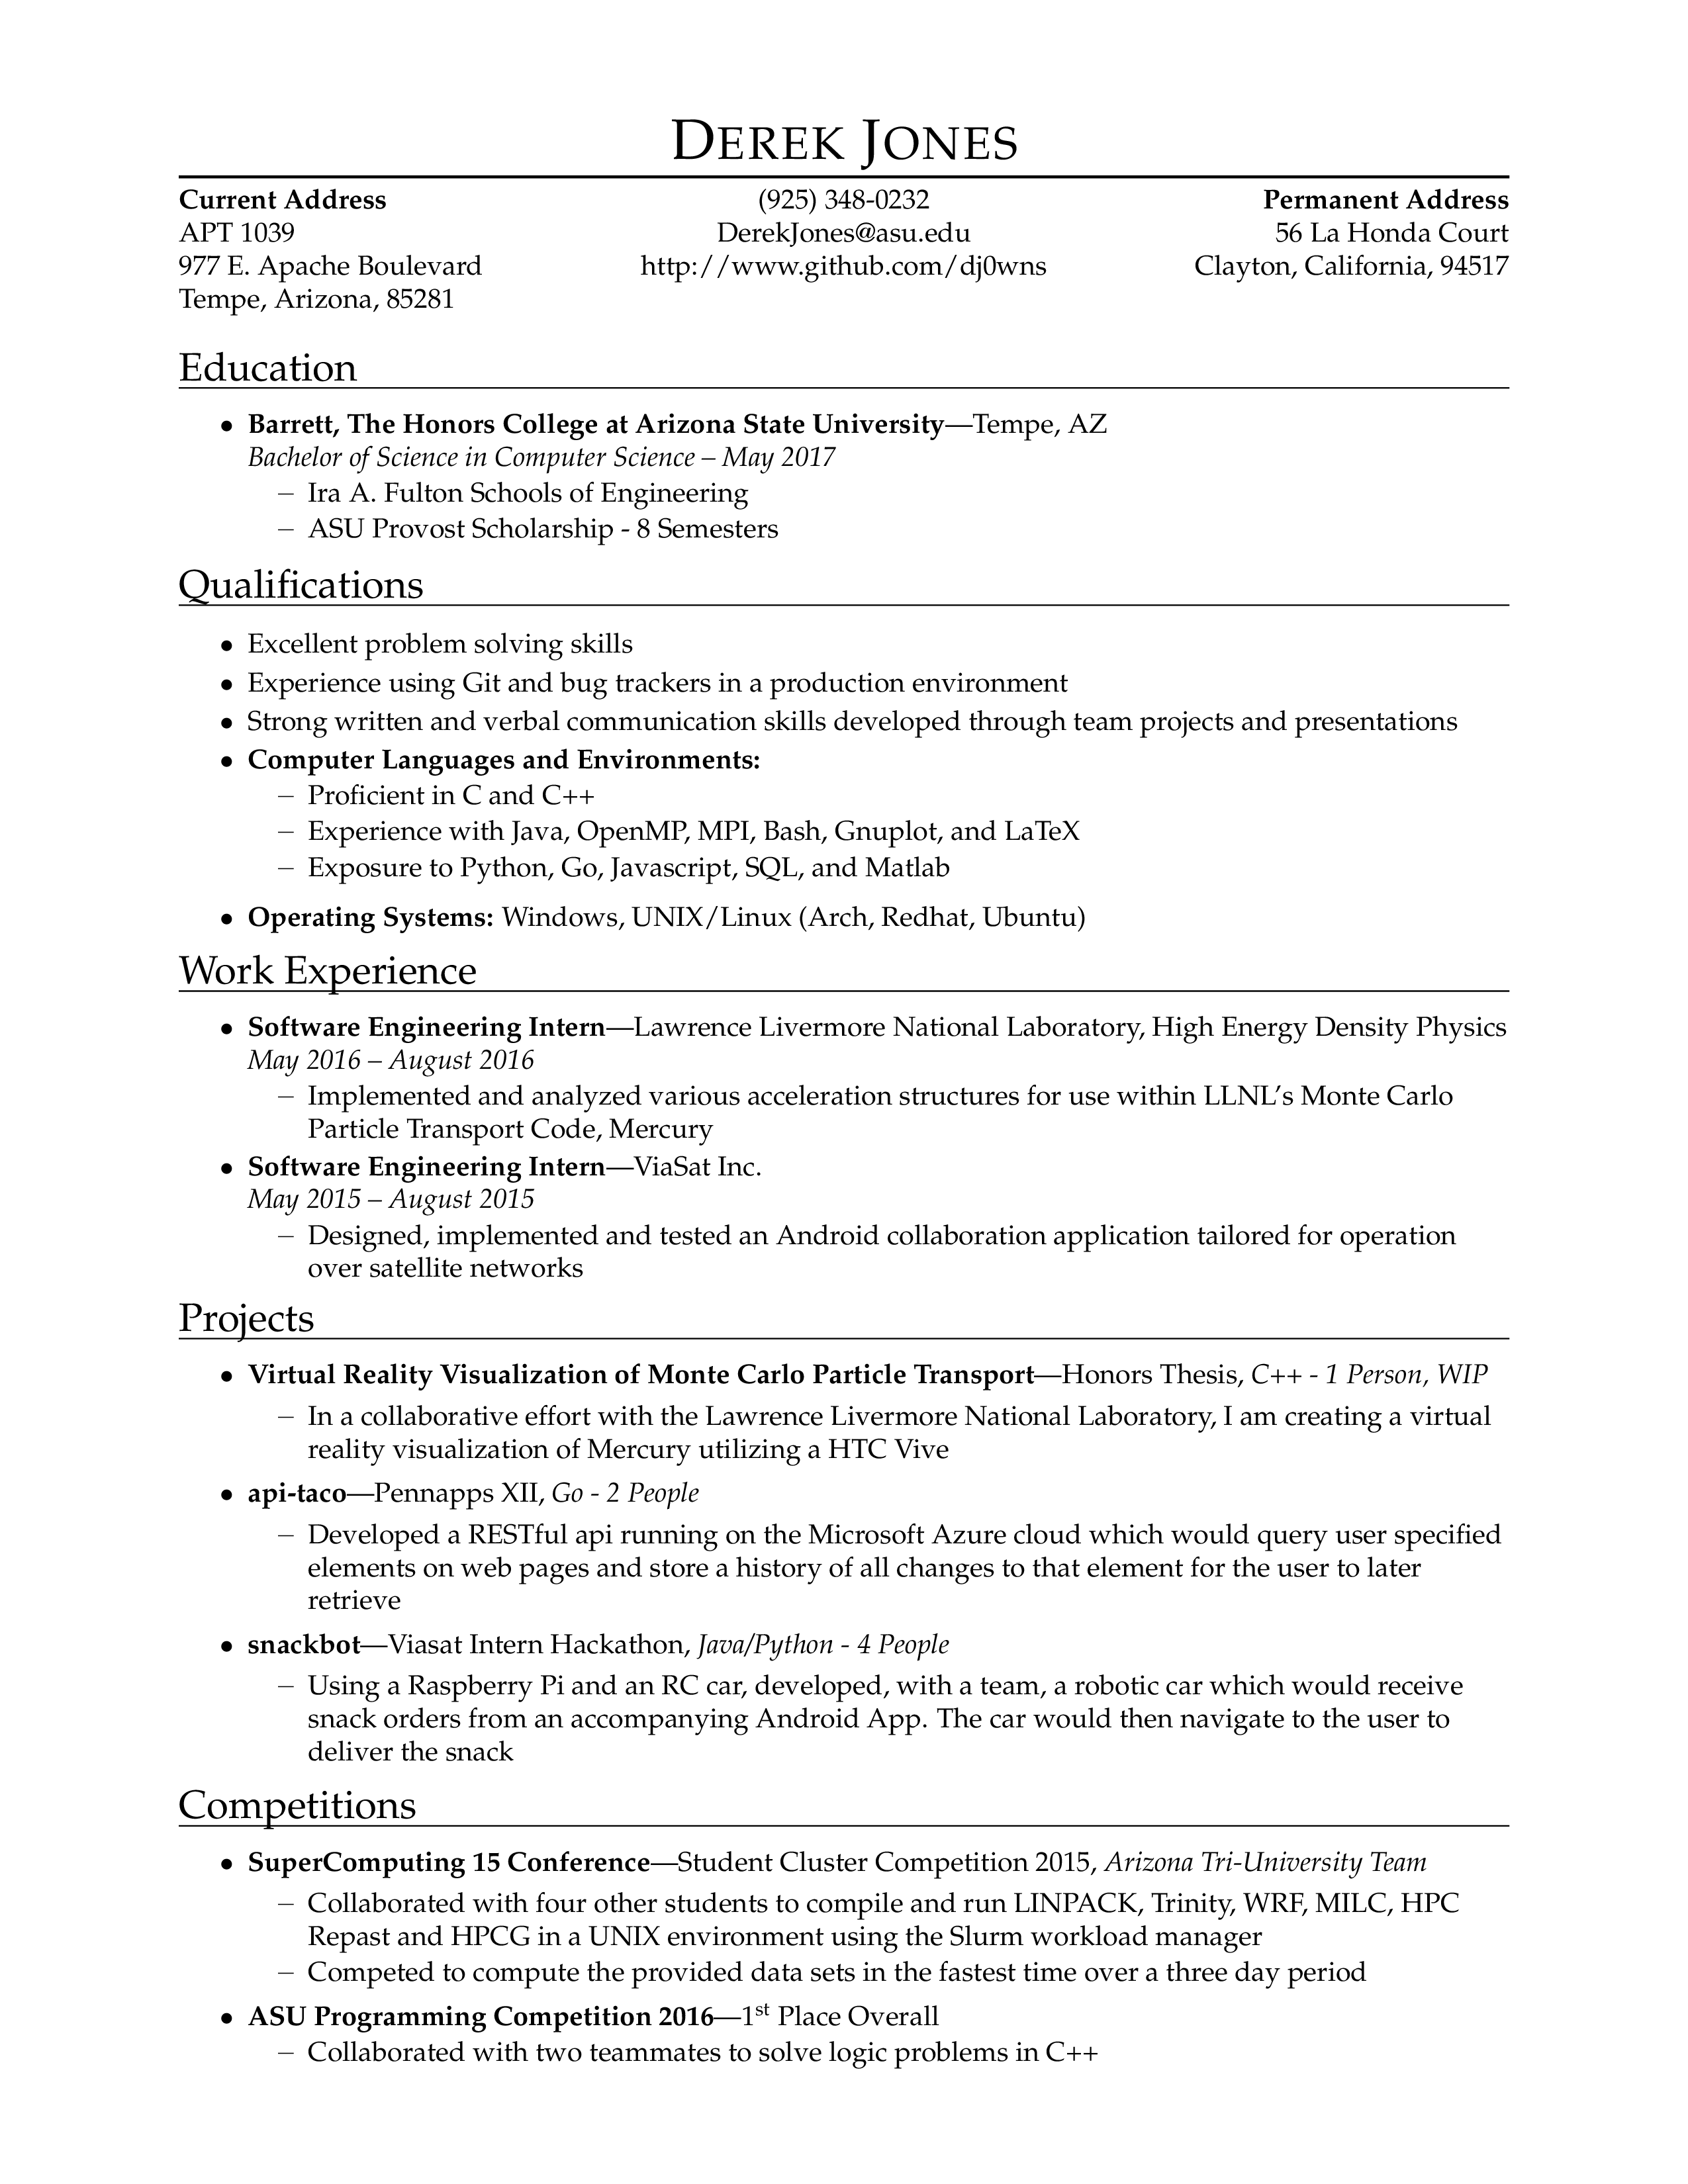 DEREK JONES
Current Address
APT 1039
977 E. Apache Boulevard
Tempe, Arizona, 85281
(925) 348-0232
DerekJones@asu.edu
http://www.github.com/dj0wns
Permanent Address
56 La Honda Court
Clayton, California, 94517
Education
• Barrett, The Honors College at Arizona State University—Tempe, AZ
Bachelor of Science in Computer Science – May 2017
– Ira A. Fulton Schools of Engineering
– ASU Provost Scholarship - 8 Semesters
Qualifications
• Excellent problem solving skills
• Experience using Git and bug trackers in a production environment
• Strong written and verbal communication skills developed through team projects and presentations
• Computer Languages and Environments:
– Proficient in C and C++
– Experience with Java, OpenMP, MPI, Bash, Gnuplot, and LaTeX
– Exposure to Python, Go, Javascript, SQL, and Matlab
• Operating Systems: Windows, UNIX/Linux (Arch, Redhat, Ubuntu)
Work Experience
• Software Engineering Intern—Lawrence Livermore National Laboratory, High Energy Density Physics
May 2016 – August 2016
– Implemented and analyzed various acceleration structures for use within LLNL's Monte Carlo
Particle Transport Code, Mercury
• Software Engineering Intern—ViaSat Inc.
May 2015 – August 2015
– Designed, implemented and tested an Android collaboration application tailored for operation
over satellite networks
Projects
• Virtual Reality Visualization of Monte Carlo Particle Transport—Honors Thesis, C++ - 1 Person, WIP
– In a collaborative effort with the Lawrence Livermore National Laboratory, I am creating a virtual
reality visualization of Mercury utilizing a HTC Vive
• api-taco—Pennapps XII, Go - 2 People
– Developed a RESTful api running on the Microsoft Azure cloud which would query user specified
elements on web pages and store a history of all changes to that element for the user to later
retrieve
• snackbot—Viasat Intern Hackathon, Java/Python - 4 People
– Using a Raspberry Pi and an RC car, developed, with a team, a robotic car which would receive
snack orders from an accompanying Android App. The car would then navigate to the user to
deliver the snack
Competitions
• SuperComputing 15 Conference—Student Cluster Competition 2015, Arizona Tri-University Team
– Collaborated with four other students to compile and run LINPACK, Trinity, WRF, MILC, HPC
Repast and HPCG in a UNIX environment using the Slurm workload manager
– Competed to compute the provided data sets in the fastest time over a three day period
• ASU Programming Competition 2016—1st Place Overall
– Collaborated with two teammates to solve logic problems in C++